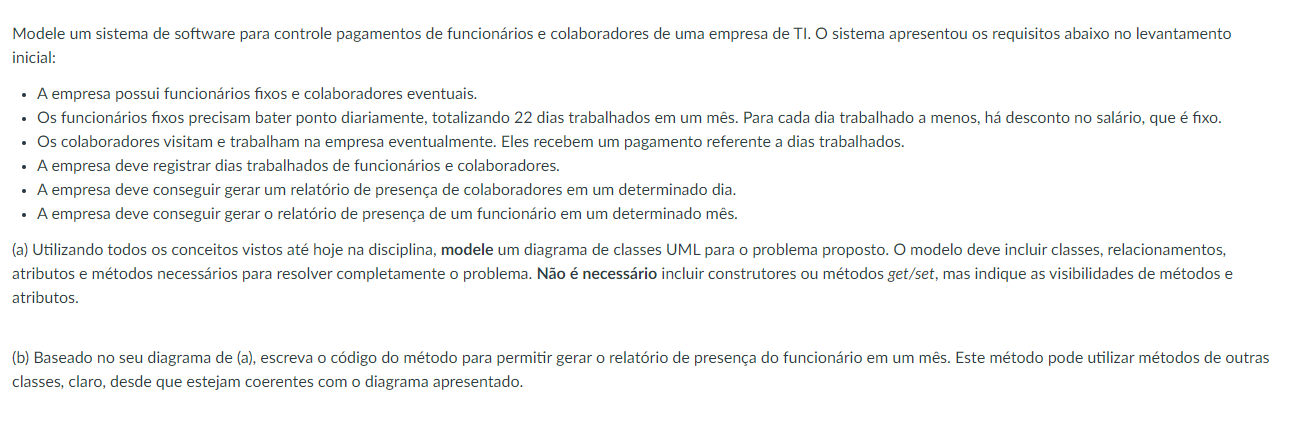 Modele um sistema de software para controle pagamentos de funcionários e colaboradores de uma empresa de TI. O sistema apresentou os requisitos abaixo no levantamento
inicial:
• A empresa possui funcionários fixos e colaboradores eventuais.
• Os funcionários fixos precisam bater ponto diariamente, totalizando 22 dias trabalhados em um mês. Para cada dia trabalhado a menos, há desconto no salário, que é fixo.
• Os colaboradores visitam e trabalham na empresa eventualmente. Eles recebem um pagamento referente a dias trabalhados.
• A empresa deve registrar dias trabalhados de funcionários e colaboradores.
• A empresa deve conseguir gerar um relatório de presença de colaboradores em um determinado dia.
• A empresa deve conseguir gerar o relatório de presença de um funcionário em um determinado mês.
(a) Utilizando todos os conceitos vistos até hoje na disciplina, modele um diagrama de classes UML para o problema proposto. O modelo deve incluir classes, relacionamentos,
atributos e métodos necessários para resolver completamente o problema. Não é necessário incluir construtores ou métodos get/set, mas indique as visibilidades de métodos e
atributos.
(b) Baseado no seu diagrama de (a), escreva o código do método para permitir gerar o relatório de presença do funcionário em um mês. Este método pode utilizar métodos de outras
classes, claro, desde que estejam coerentes com o diagrama apresentado.